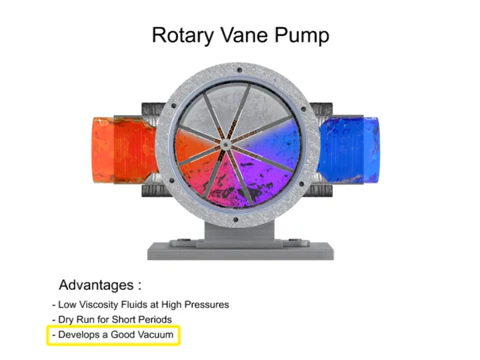 Rotary Vane Pump
Advantages :
- Low Viscosity Fluids at High Pressures
- Dry Run for Short Periods
- Develops a Good Vacuum